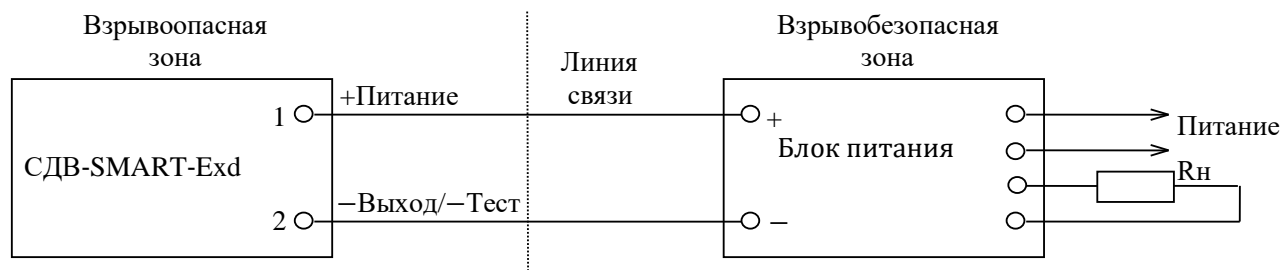 Взрывоопасная
зона
Взрывобезопасная
зона
Линия
связи
+Питание
1
СДВ-SMART-Exd
2
−Выход/−Тест
+
Блок питания
−
Питание
Rн